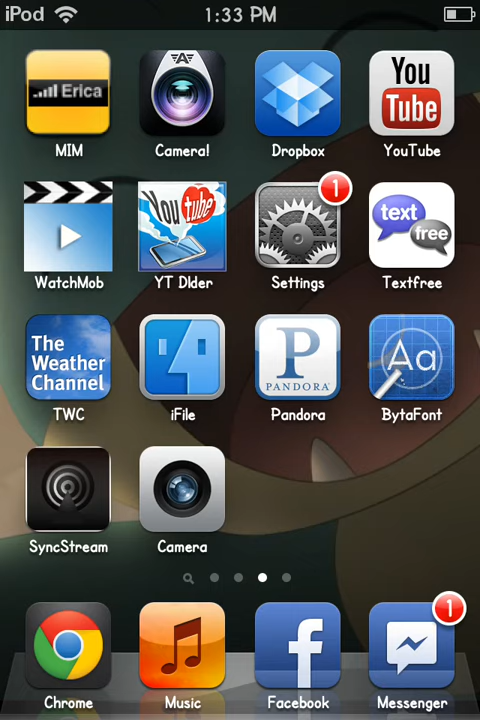 iPod 1:33 PM
Erica
A
You
Tube
MIM Camera! Dropbox YouTube
You Tube
1
text
free
WatchMob YT Dlder Settings Textfree
The
Weather
Channel
P
PANDORA
Aa
TWC iFile Pandora BytaFont
SyncStream Camera
f
1
Chrome Music Facebook Messenger